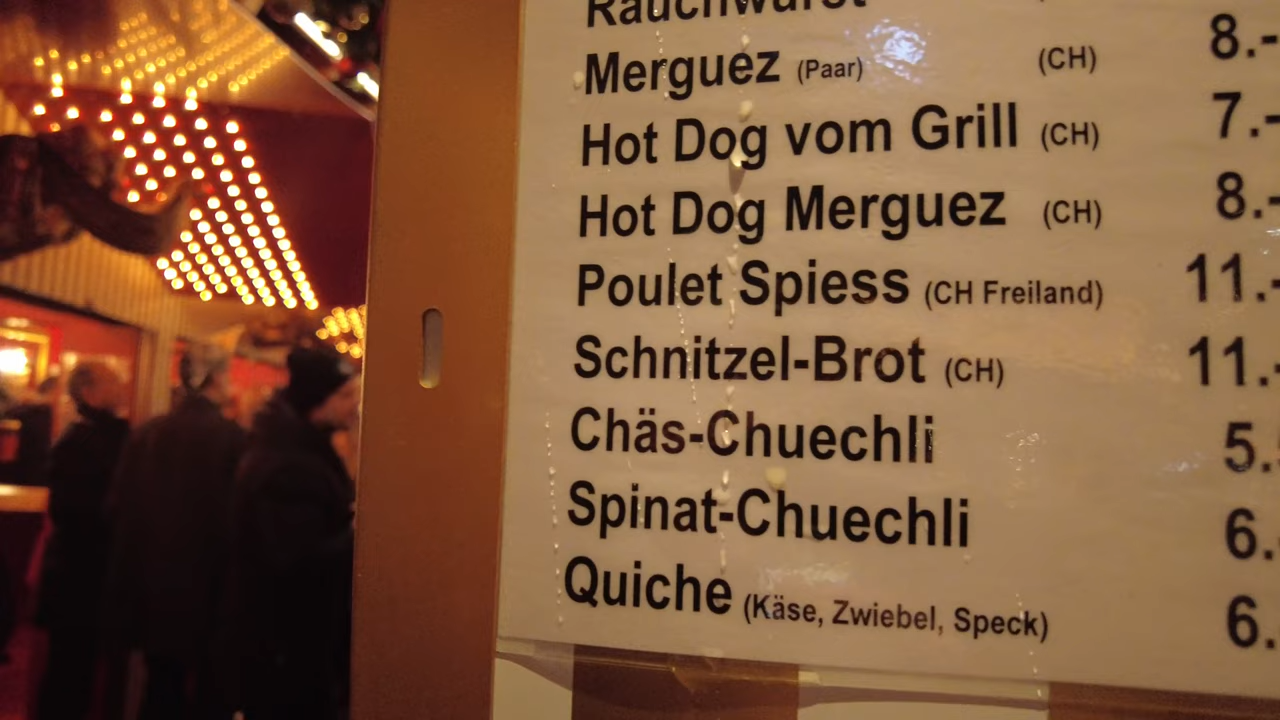 Rauchwurst
Merguez (Paar) (CH) 8.-
Hot Dog vom Grill (CH) 7.-
Hot Dog Merguez (CH) 8.-
Poulet Spiess (CH Freiland) 11.-
Schnitzel-Brot (CH) 11.-
Chäs-Chuechli 5.
Spinat-Chuechli 6.
Quiche (Käse, Zwiebel, Speck) 6.